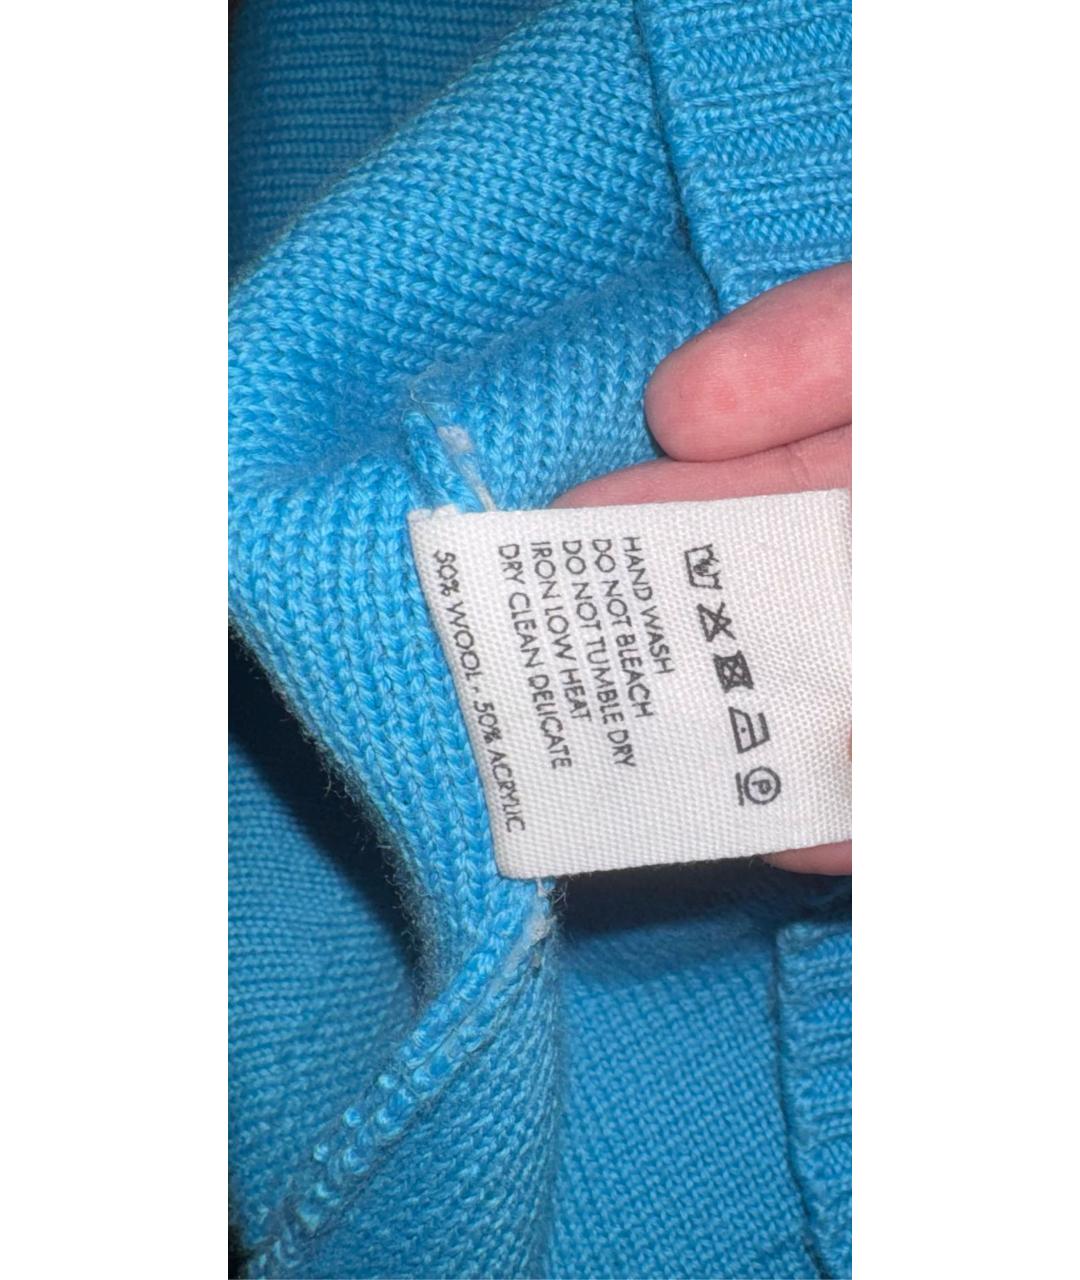 HAND WASH
DO NOT BLEACH
DO NOT TUMBLE DRY
IRON LOW HEAT
DRY CLEAN DELICATE
50% WOOL - 50% ACRYLIC